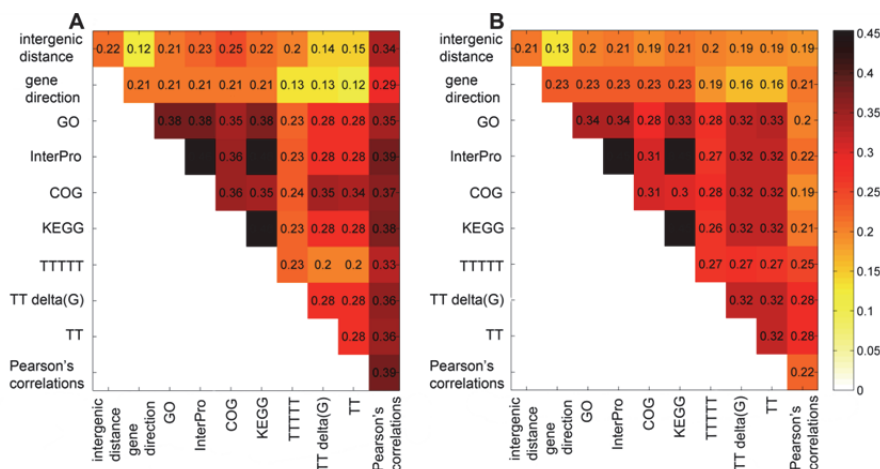 A
intergenic
distance
0.22 0.12 0.21 0.23 0.25 0.22 0.2 0.14 0.15 0.34
gene
direction
0.21 0.21 0.21 0.21 0.21 0.13 0.13 0.12 0.29
GO
0.38 0.38 0.35 0.38 0.23 0.28 0.28 0.35
InterPro
0.36 0.23 0.28 0.28 0.39
COG
0.36 0.35 0.24 0.35 0.34 0.37
KEGG
0.23 0.28 0.28 0.38
TTTTT
0.23 0.2 0.2 0.33
TT delta(G)
0.28 0.28 0.36
TT
0.28 0.36
Pearson's
correlations
0.39
intergenic
distance
gene
direction
GO
InterPro
COG
KEGG
TTTTT
TT delta(G)
TT
Pearson's
correlations
B
0.21 0.13 0.2 0.21 0.19 0.21 0.2 0.19 0.19 0.19
0.23 0.23 0.23 0.23 0.23 0.19 0.16 0.16 0.21
0.34 0.34 0.28 0.33 0.28 0.32 0.33 0.2
0.31 0.27 0.32 0.32 0.22
0.31 0.3 0.28 0.32 0.32 0.19
0.26 0.32 0.32 0.21
0.27 0.27 0.27 0.25
0.32 0.32 0.28
0.32 0.28
0.22
intergenic
distance
gene
direction
GO
InterPro
COG
KEGG
TTTTT
TT delta(G)
TT
Pearson's
correlations
0.45
0.4
0.35
0.3
0.25
0.2
0.15
0.1
0.05
0